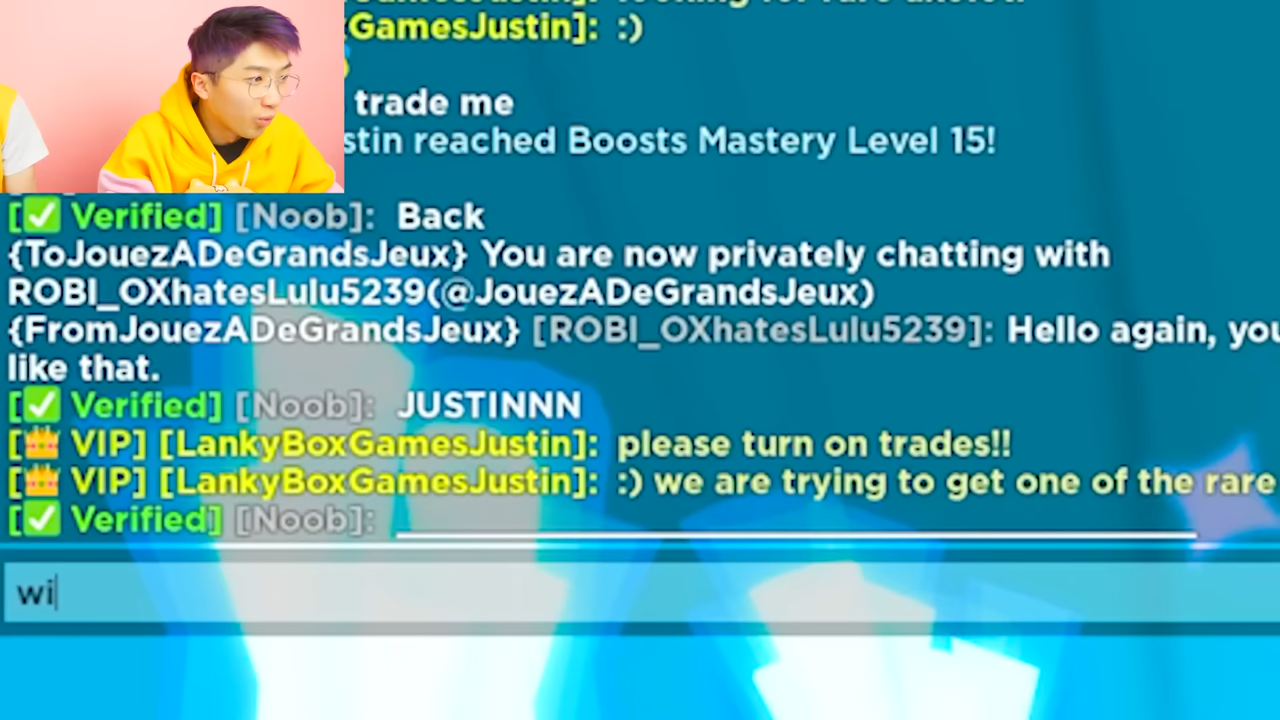 GamesJustin]: :)
trade me
stin reached Boosts Mastery Level 15!
[✅ Verified] [Noob]: Back
{ToJouezADeGrandsJeux} You are now privately chatting with
ROBI_OXhatesLulu5239(@JouezADeGrandsJeux)
{FromJouezADeGrandsJeux} [ROBI_OXhatesLulu5239]: Hello again, you
like that.
[✅ Verified] [Noob]: JUSTINNN
[👑 VIP] [LankyBoxGamesJustin]: please turn on trades!!
[👑 VIP] [LankyBoxGamesJustin]: :) we are trying to get one of the rare
[✅ Verified] [Noob]: ____________________
wi